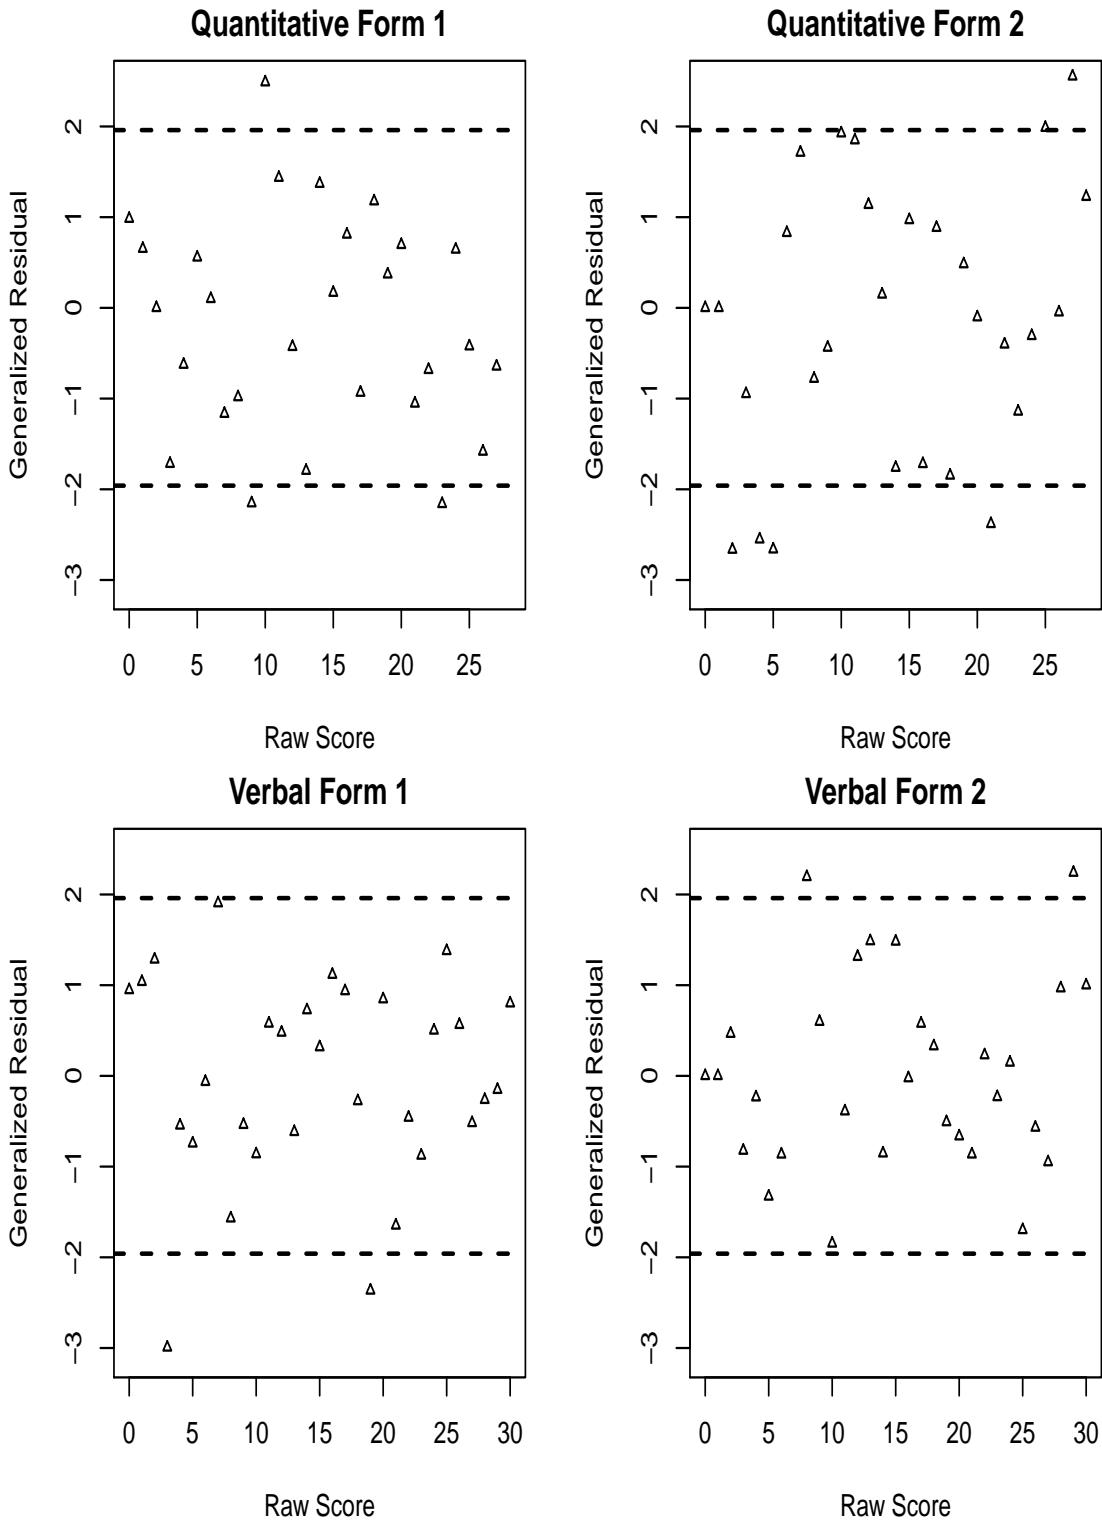 Quantitative Form 1
Generalized Residual
2
1
0
−1
−2
−3
0 5 10 15 20 25
Raw Score
Quantitative Form 2
Generalized Residual
2
1
0
−1
−2
−3
0 5 10 15 20 25
Raw Score
Verbal Form 1
Generalized Residual
2
1
0
−1
−2
−3
0 5 10 15 20 25 30
Raw Score
Verbal Form 2
Generalized Residual
2
1
0
−1
−2
−3
0 5 10 15 20 25 30
Raw Score